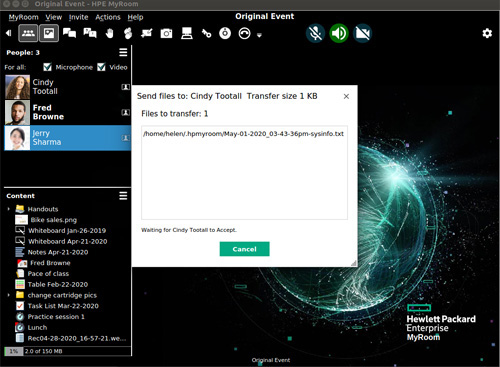 Original Event - HPE MyRoom
MyRoom View Invite Actions Help
Original Event
People: 3
For all: Microphone Video
Cindy
Tootall
Fred
Browne
Jerry
Sharma
Send files to: Cindy Tootall Transfer size 1 KB
Files to transfer: 1
/home/helen/.hpmyroom/May-01-2020_03-43-36pm-sysinfo.txt
Waiting for Cindy Tootall to Accept.
Cancel
Content
Handouts
Bike sales.png
Whiteboard Jan-26-2019
Whiteboard Apr-21-2020
Notes Apr-21-2020
Fred Browne
Pace of class
Table Feb-22-2020
change cartridge pics
Task List Mar-22-2020
Practice session 1
Lunch
Rec04-28-2020_16-57-21.we...
1% 2.0 of 150 MB
Hewlett Packard
Enterprise
MyRoom
Original Event